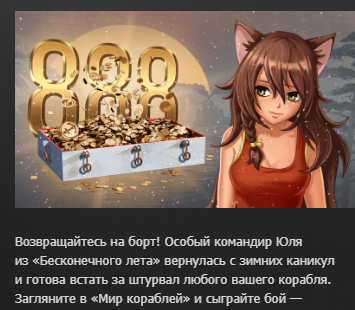 888
Возвращайтесь на борт! Особый командир Юля
из «Бесконечного лета» вернулась с зимних каникул
и готова встать за штурвал любого вашего корабля.
Загляните в «Мир кораблей» и сыграйте бой —